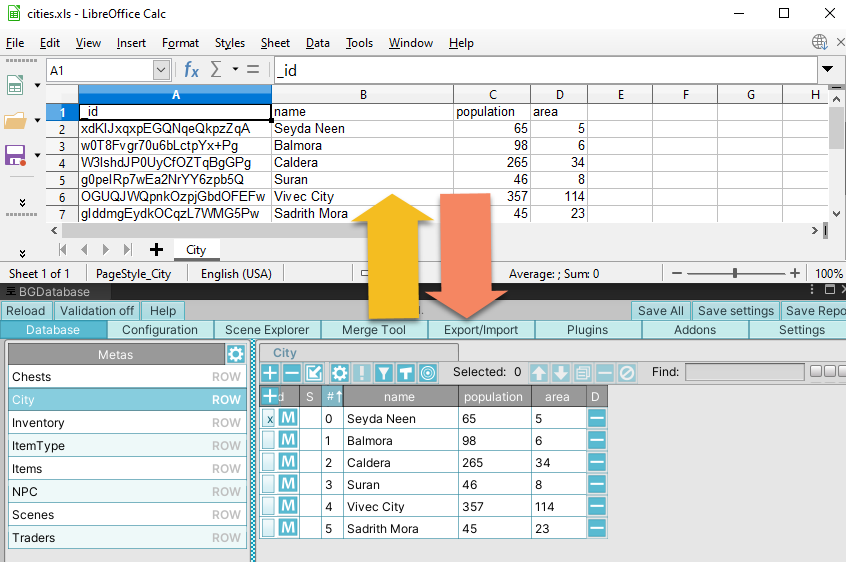 cities.xls - LibreOffice Calc
File Edit View Insert Format Styles Sheet Data Tools Window Help
A1 fx Σ = _id
A B C D E F G H
1 _id name population area
2 xdKlJxqxpEGQNqeQkpzZqA Seyda Neen 65 5
3 w0T8Fvgr70u6bLctpYx+Pg Balmora 98 6
4 W3IshdJP0UyCfOZTqBgGPg Caldera 265 34
5 g0peIRp7wEa2NrYY6zpb5Q Suran 46 8
6 OGUQJWQpnkOzpjGbdOFEFw Vivec City 357 114
7 gIddmgEydkOCqzL7WMG5Pw Sadrith Mora 45 23
City
Sheet 1 of 1 PageStyle_City English (USA) Average: ; Sum: 0 100%
BGDatabase
Reload Validation off Help Save All Save settings Save Repo
Database Configuration Scene Explorer Merge Tool Export/Import Plugins Addons Settings
Metas City
Selected: 0 Find:
Chests ROW
City ROW
Inventory ROW
ItemType ROW
Items ROW
NPC ROW
Scenes ROW
Traders ROW
d S # name population area D
x M 0 Seyda Neen 65 5
M 1 Balmora 98 6
M 2 Caldera 265 34
M 3 Suran 46 8
M 4 Vivec City 357 114
M 5 Sadrith Mora 45 23